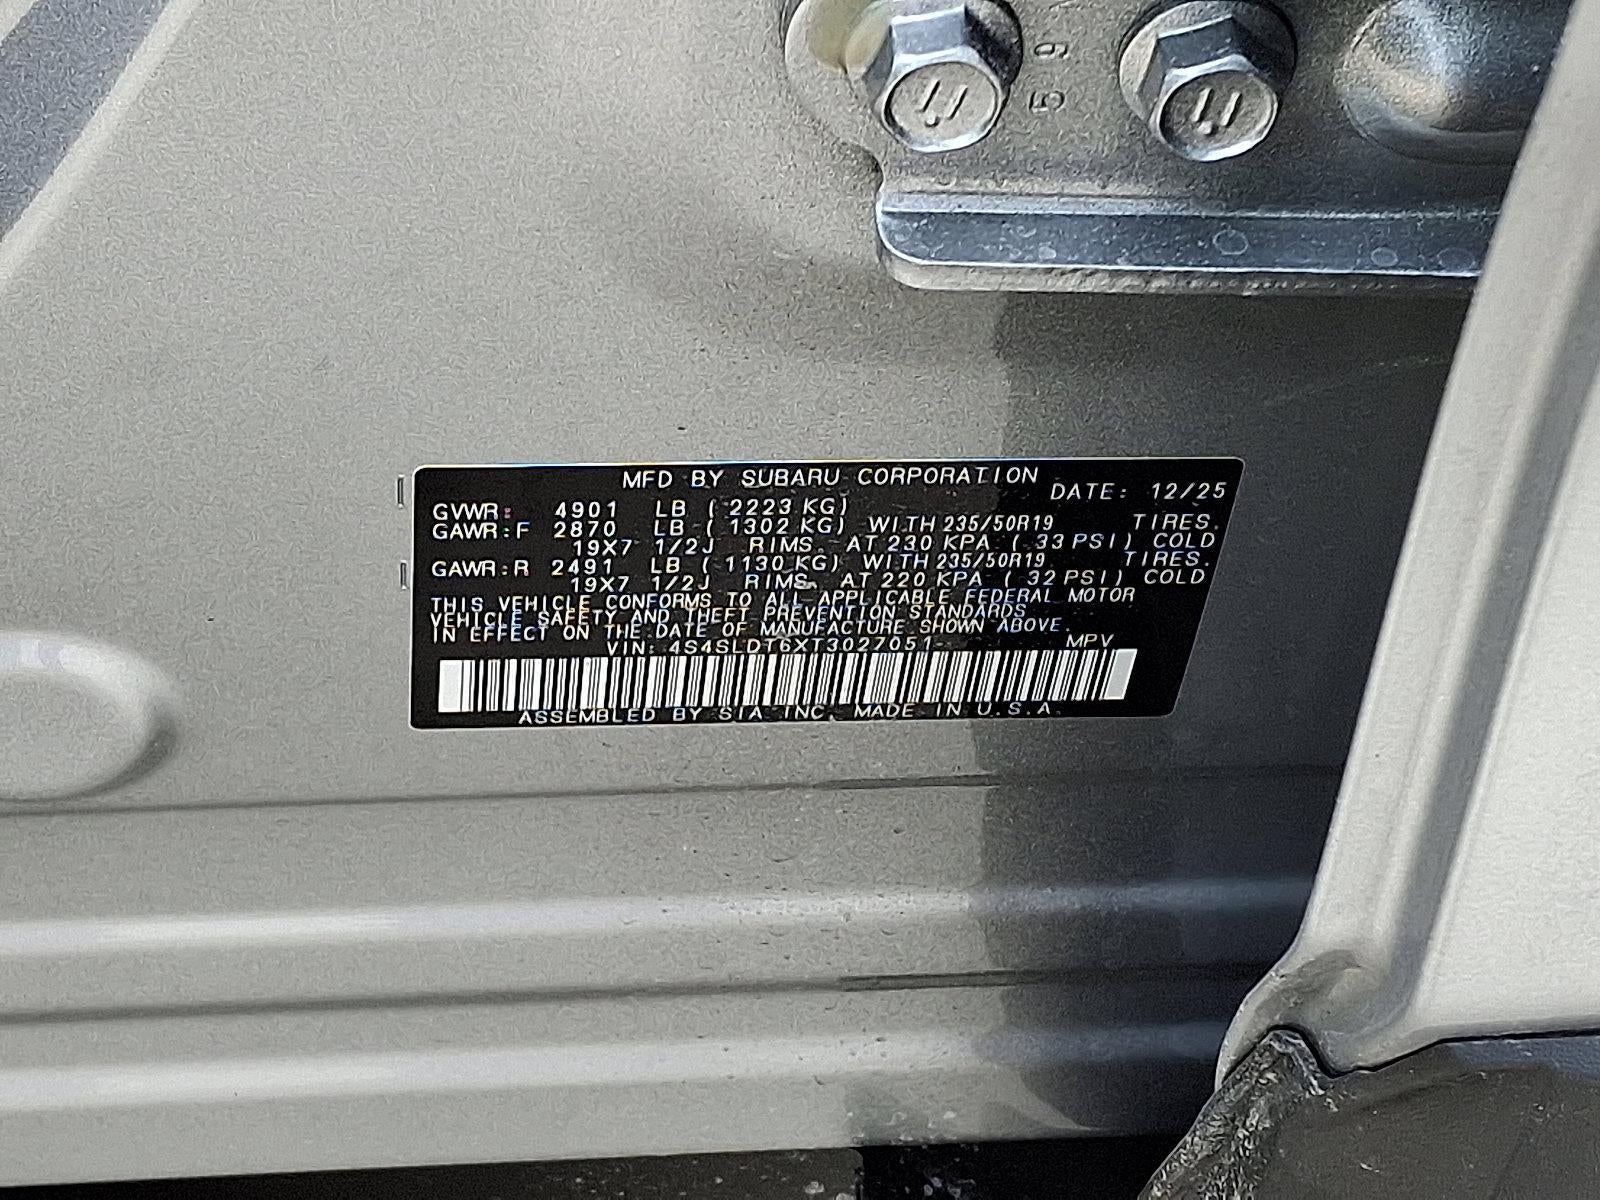 5 9
MFD BY SUBARU CORPORATION
DATE: 12/25
GVWR: 4901 LB ( 2223 KG)
GAWR:F 2870 LB ( 1302 KG) WITH 235/50R19 TIRES.
19X7 1/2J RIMS. AT 230 KPA ( 33 PSI) COLD
GAWR:R 2491 LB ( 1130 KG) WITH 235/50R19 TIRES.
19X7 1/2J RIMS. AT 220 KPA ( 32 PSI) COLD
THIS VEHICLE CONFORMS TO ALL APPLICABLE FEDERAL MOTOR
VEHICLE SAFETY AND THEFT PREVENTION STANDARDS
IN EFFECT ON THE DATE OF MANUFACTURE SHOWN ABOVE.
VIN: 4S4SLDT6XT3027051- MPV
ASSEMBLED BY SIA INC. MADE IN U.S.A.